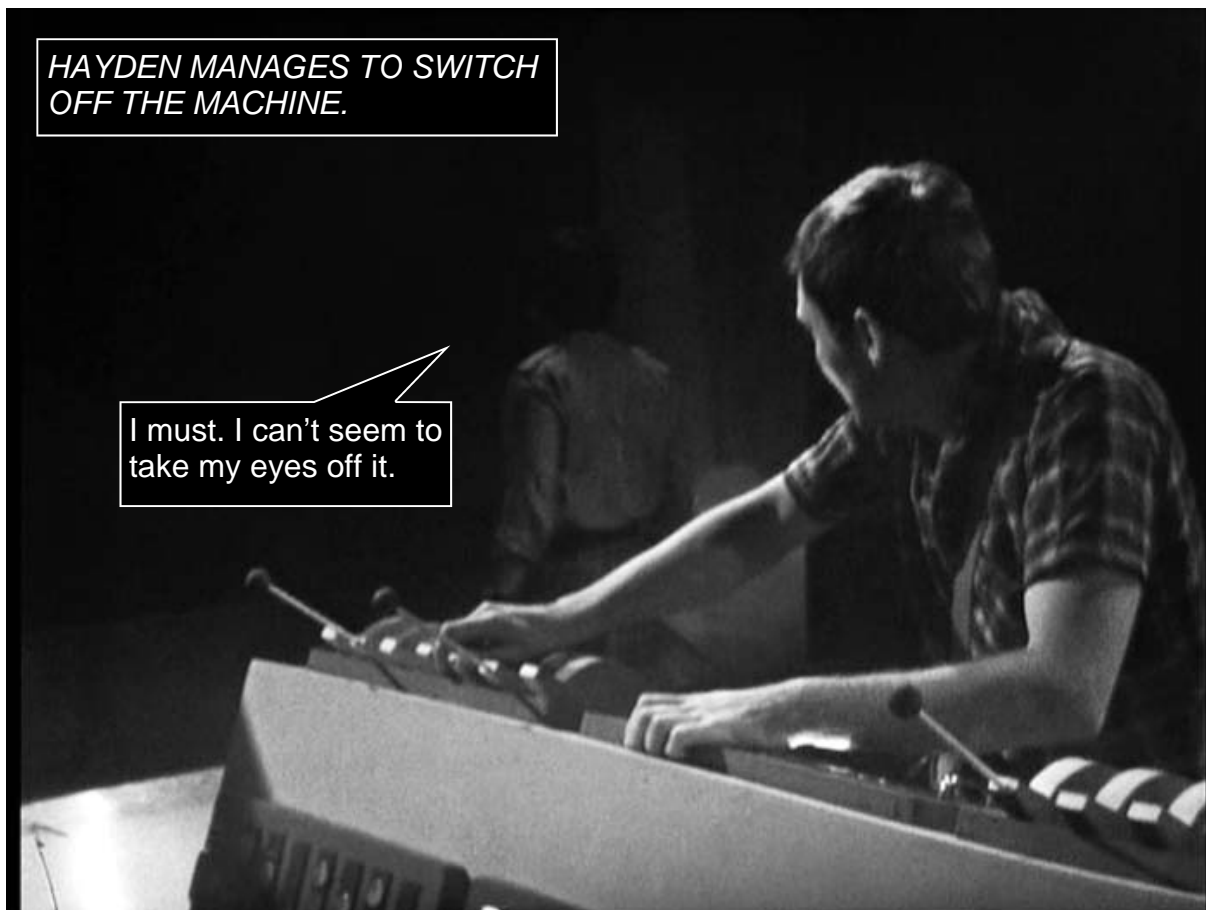 HAYDEN MANAGES TO SWITCH
OFF THE MACHINE.
I must. I can't seem to
take my eyes off it.